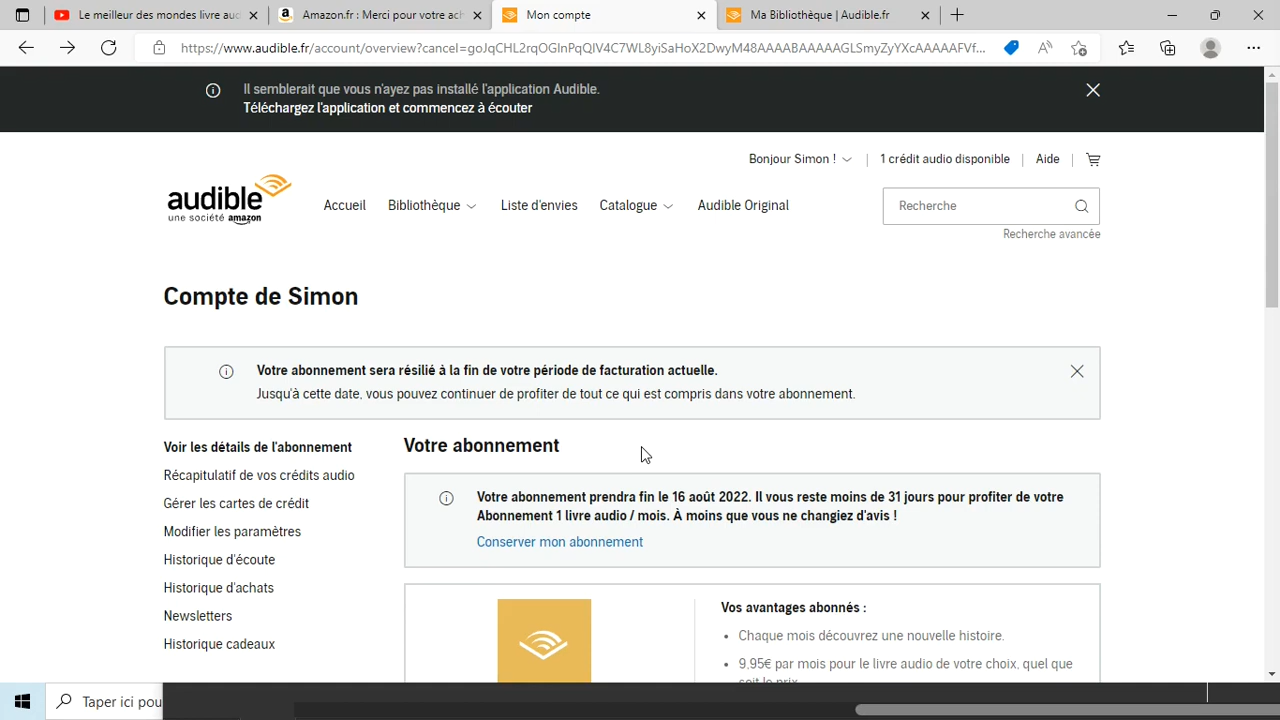 Le meilleur des mondes livre au
Amazon.fr : Merci pour votre ach
Mon compte
Ma Bibliothèque | Audible.fr
https://www.audible.fr/account/overview?cancel=goJqCHL2rqOGlnPqQIV4C7WL8yiSaHoX2DwyM48AAAABAAAAAGLSmyZyYXcAAAAAFVf...
Il semblerait que vous n'ayez pas installé l'application Audible.
Téléchargez l'application et commencez à écouter
Bonjour Simon !
1 crédit audio disponible
Aide
audible
une société amazon
Accueil
Bibliothèque
Liste d'envies
Catalogue
Audible Original
Recherche
Recherche avancée
Compte de Simon
Votre abonnement sera résilié à la fin de votre période de facturation actuelle.
Jusqu'à cette date, vous pouvez continuer de profiter de tout ce qui est compris dans votre abonnement.
Voir les détails de l'abonnement
Récapitulatif de vos crédits audio
Gérer les cartes de crédit
Modifier les paramètres
Historique d'écoute
Historique d'achats
Newsletters
Historique cadeaux
Votre abonnement
Votre abonnement prendra fin le 16 août 2022. Il vous reste moins de 31 jours pour profiter de votre
Abonnement 1 livre audio / mois. À moins que vous ne changiez d'avis !
Conserver mon abonnement
Vos avantages abonnés :
• Chaque mois découvrez une nouvelle histoire.
• 9,95€ par mois pour le livre audio de votre choix, quel que
soit le prix
Taper ici pou